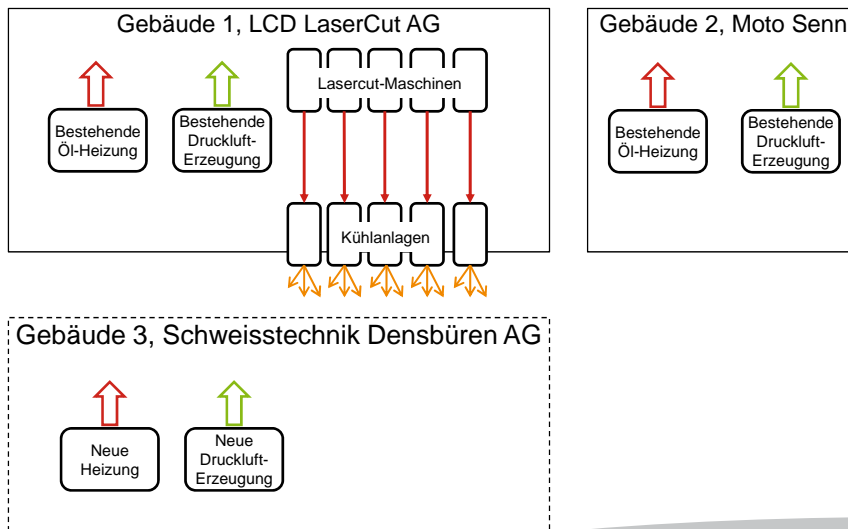 Gebäude 1, LCD LaserCut AG
Bestehende
Öl-Heizung
Bestehende
Druckluft-
Erzeugung
Lasercut-Maschinen
Kühlanlagen
Gebäude 2, Moto Senn
Bestehende
Öl-Heizung
Bestehende
Druckluft-
Erzeugung
Gebäude 3, Schweisstechnik Densbüren AG
Neue
Heizung
Neue
Druckluft-
Erzeugung